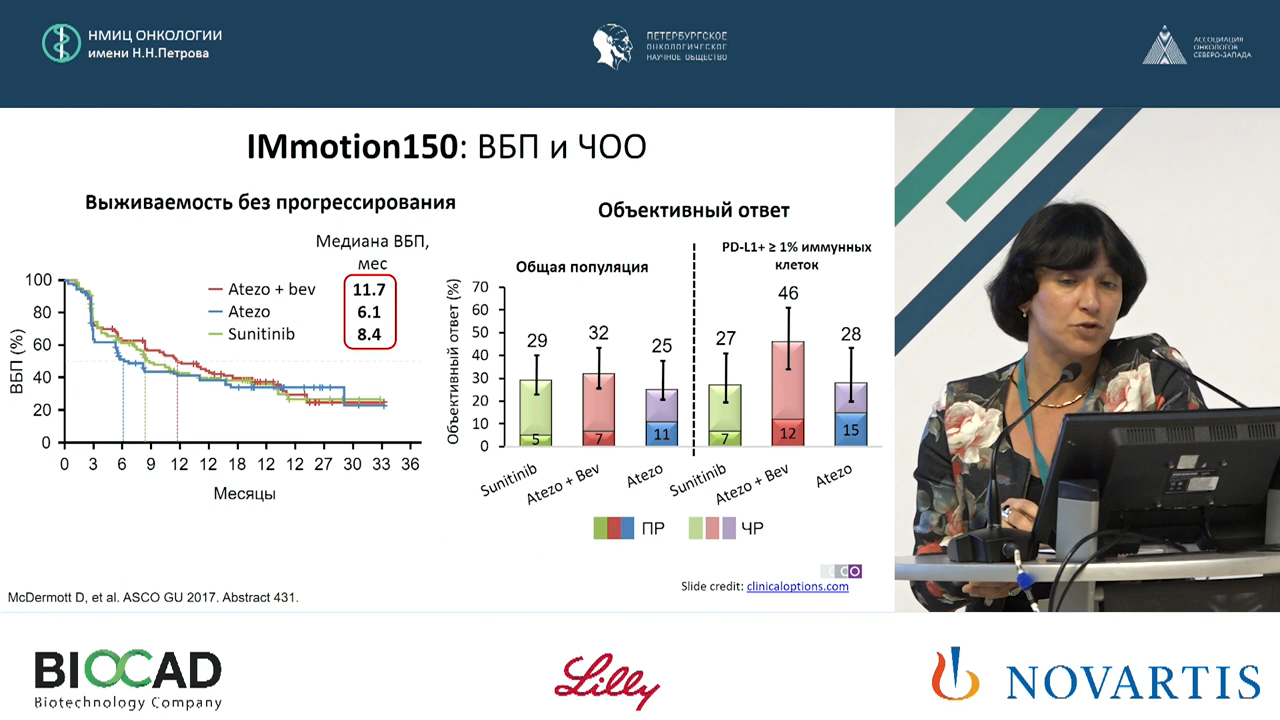 НМИЦ ОНКОЛОГИИ
имени Н.Н.Петрова
ПЕТЕРБУРГСКОЕ
ОНКОЛОГИЧЕСКОЕ
НАУЧНОЕ ОБЩЕСТВО
АССОЦИАЦИЯ
ОНКОЛОГОВ
СЕВЕРО-ЗАПАДА
IMmotion150: ВБП и ЧОО
Выживаемость без прогрессирования
Медиана ВБП,
мес
Atezo + bev 11.7
Atezo 6.1
Sunitinib 8.4
ВБП (%)
100
80
60
40
20
0
0 3 6 9 12 12 18 12 12 27 30 33 36
Месяцы
Объективный ответ
Общая популяция
PD-L1+ ≥ 1% иммунных
клеток
Объективный ответ (%)
70
60
50
40
30
20
10
0
29 32 25 27 46 28
5 7 11 7 12 15
Sunitinib Atezo + Bev Atezo Sunitinib Atezo + Bev Atezo
ПР ЧР
CCO
Slide credit: clinicaloptions.com
McDermott D, et al. ASCO GU 2017. Abstract 431.
BIOCAD
Biotechnology Company
Lilly
NOVARTIS